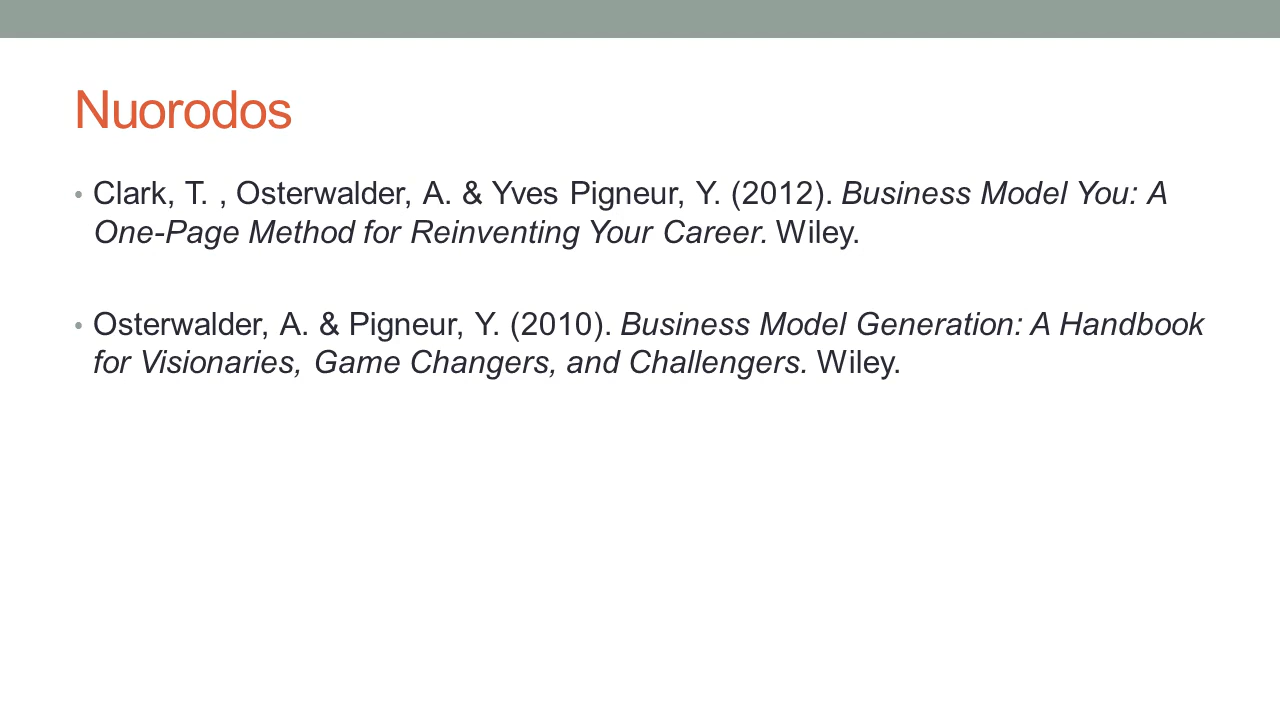 Nuorodos
• Clark, T. , Osterwalder, A. & Yves Pigneur, Y. (2012). Business Model You: A
One-Page Method for Reinventing Your Career. Wiley.
• Osterwalder, A. & Pigneur, Y. (2010). Business Model Generation: A Handbook
for Visionaries, Game Changers, and Challengers. Wiley.